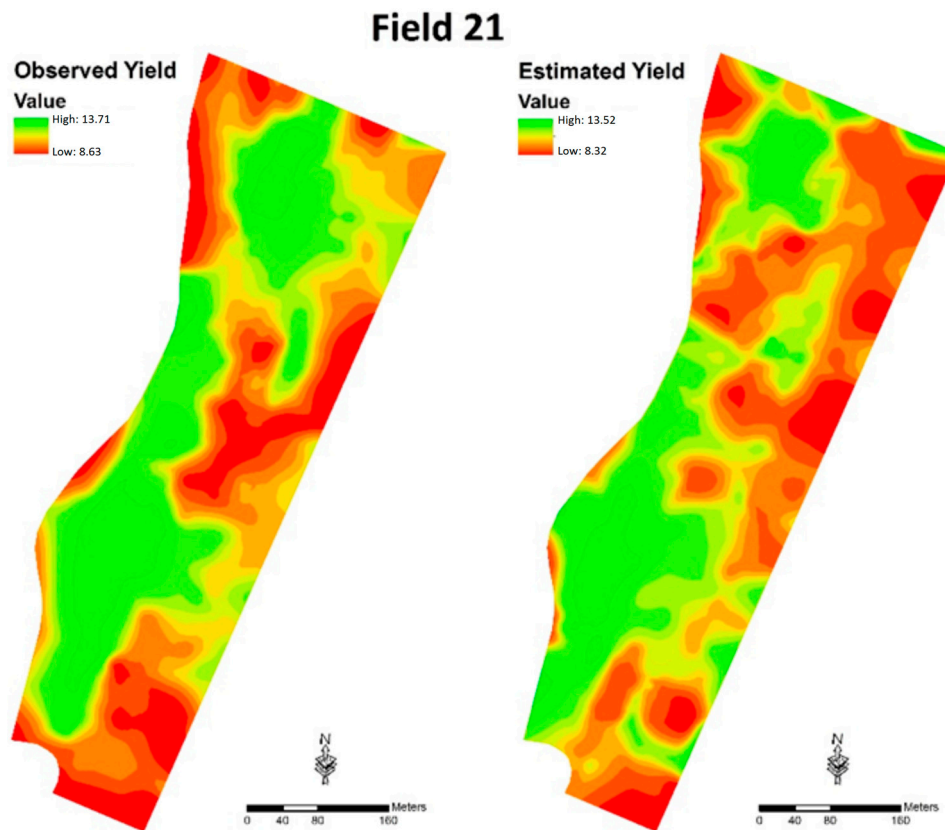 Field 21
Observed Yield
Value
High: 13.71
Low: 8.63
Estimated Yield
Value
High: 13.52
Low: 8.32
N
Meters
0 40 80 160
N
Meters
0 40 80 160